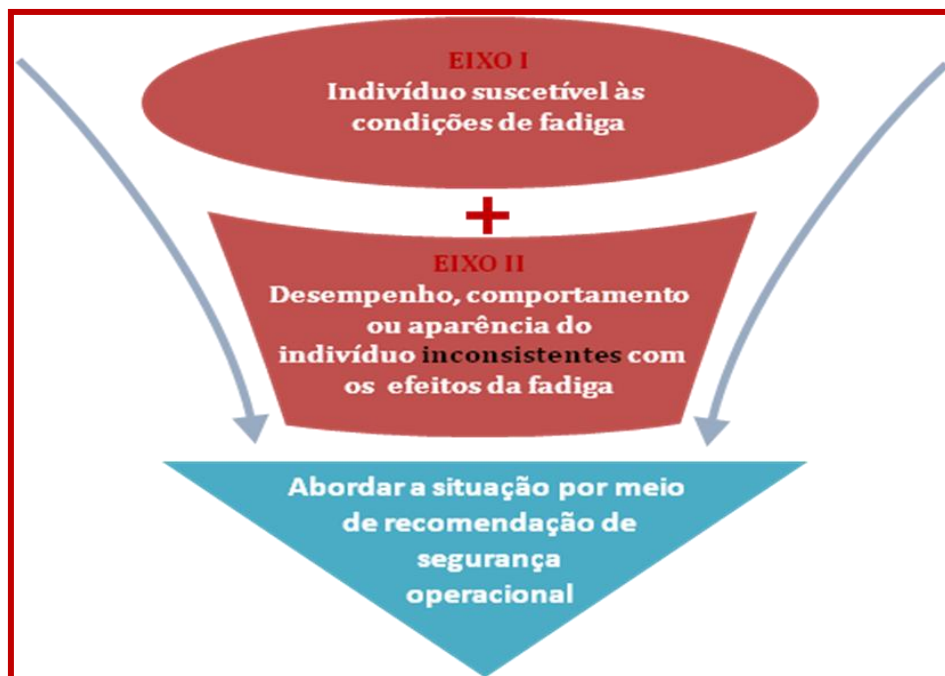 EIXO I
Indivíduo suscetível às
condições de fadiga
+
EIXO II
Desempenho, comportamento
ou aparência do
indivíduo inconsistentes com
os efeitos da fadiga
Abordar a situação por meio
de recomendação de
segurança
operacional